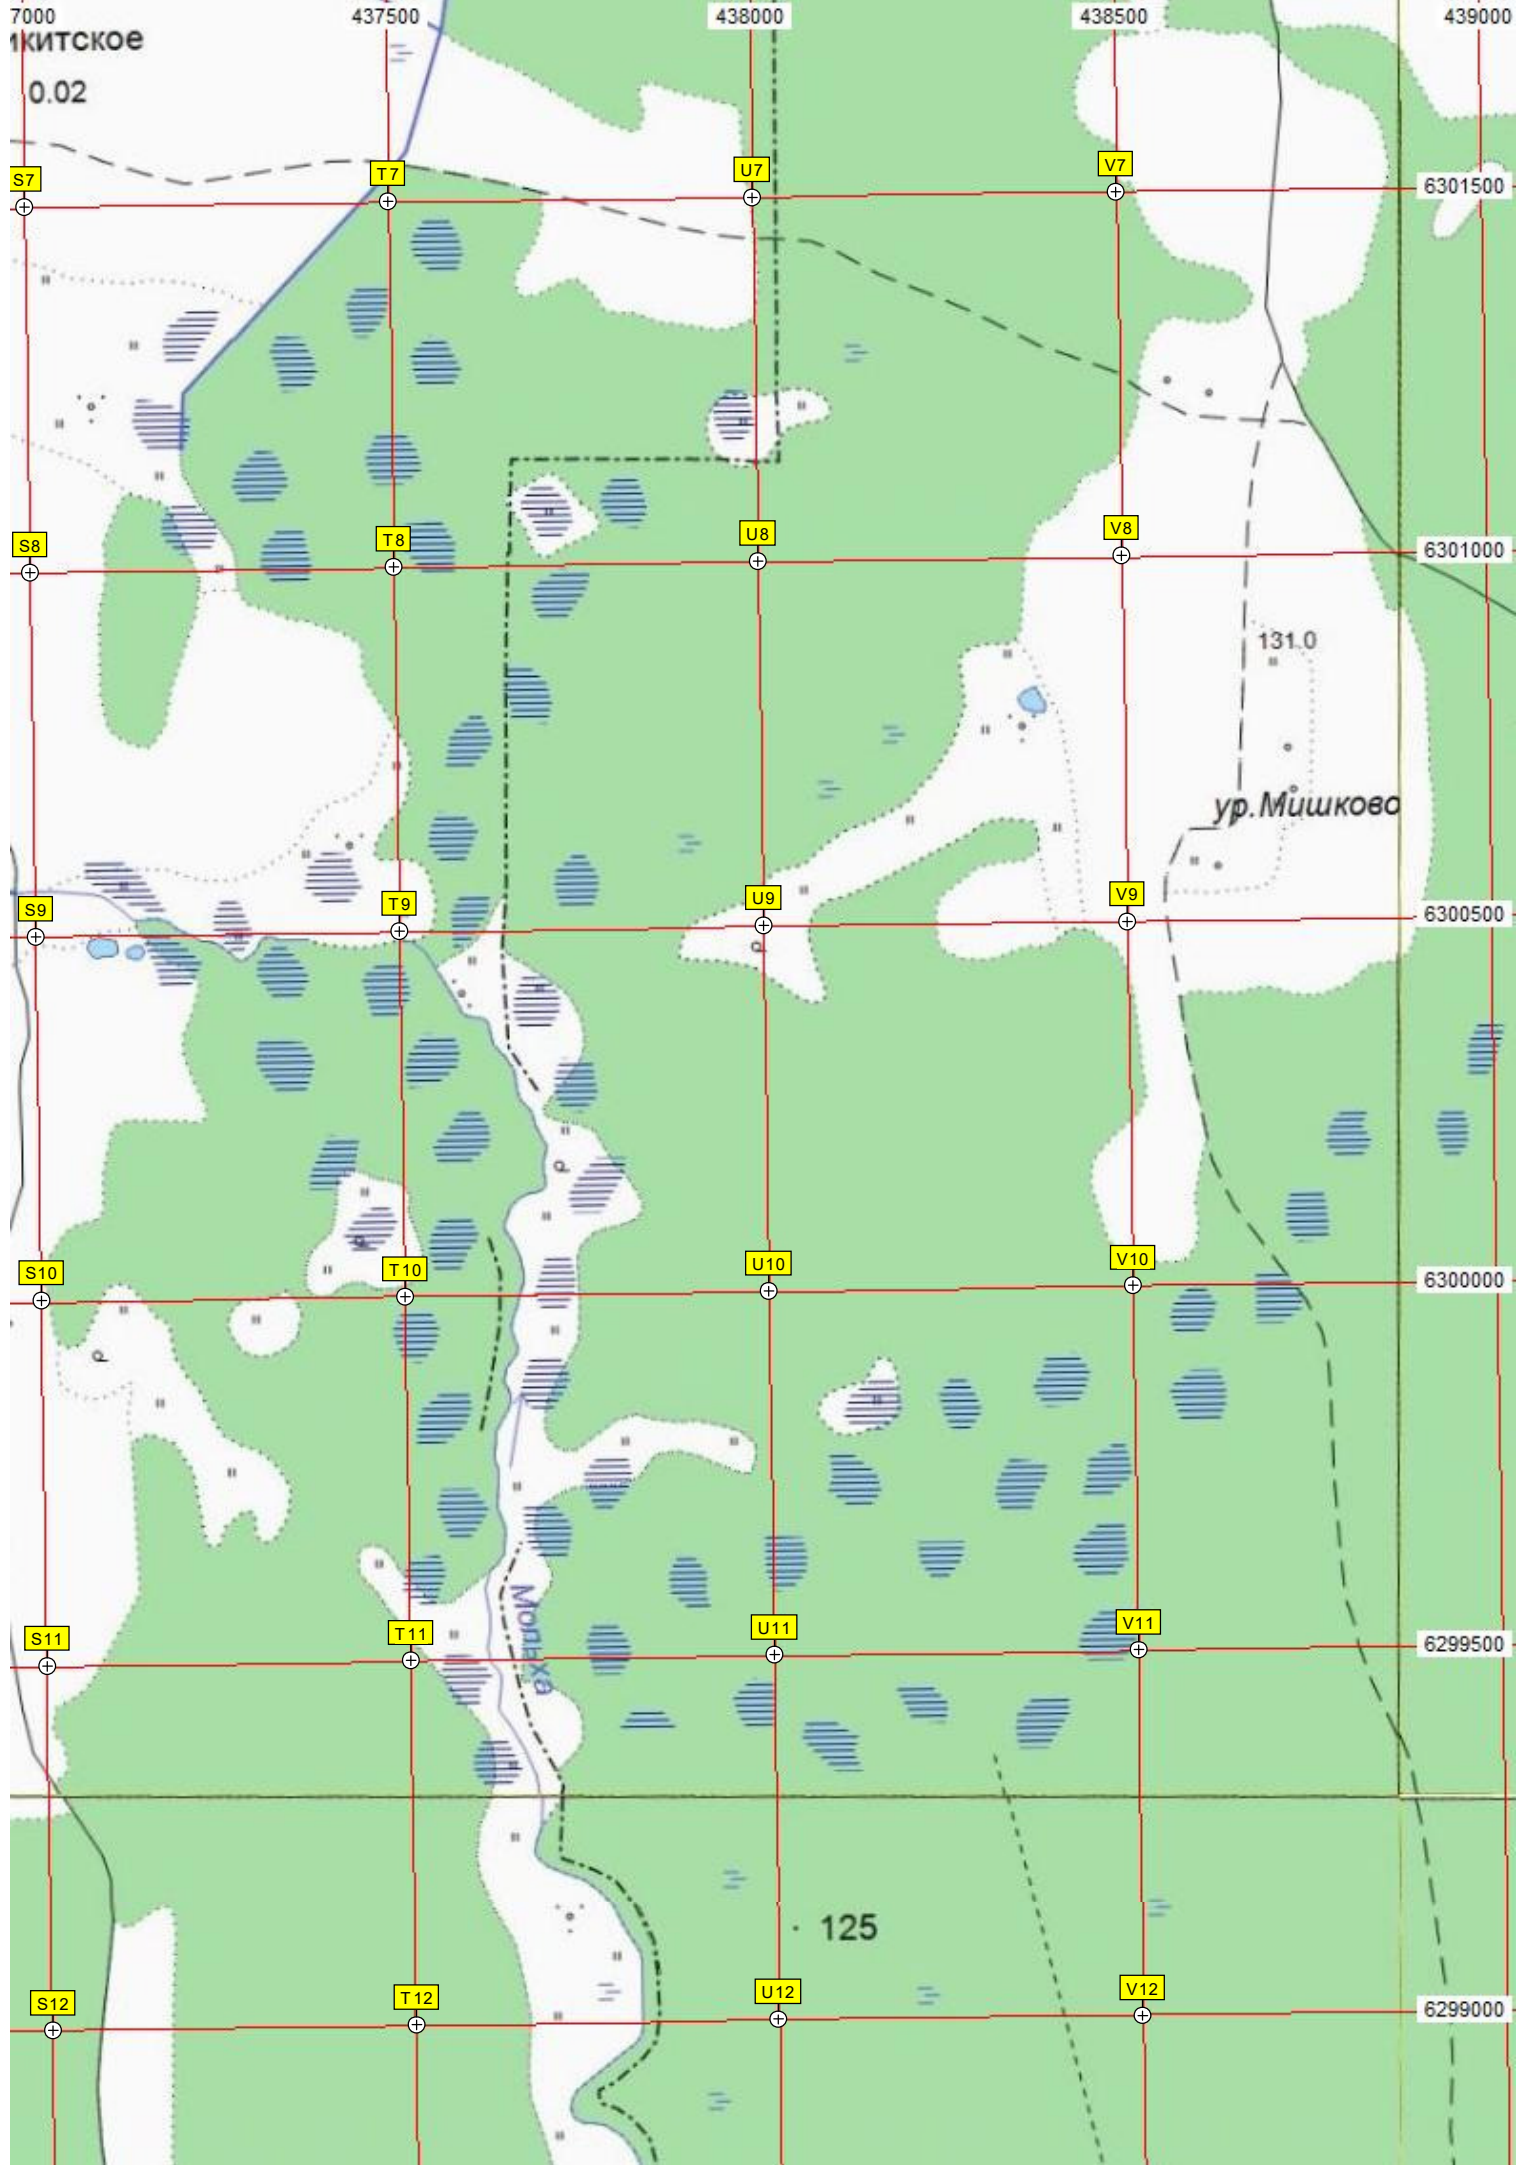 7000 437500 438000 438500 439000
китское
0.02
S7 T7 U7 V7 6301500
S8 T8 U8 V8 6301000
131.0
ур.Мишково
S9 T9 U9 V9 6300500
S10 T10 U10 V10 6300000
Молаха
S11 T11 U11 V11 6299500
125
S12 T12 U12 V12 6299000